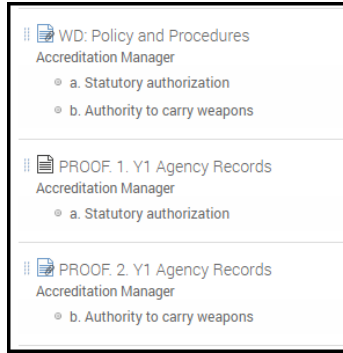 WD: Policy and Procedures
Accreditation Manager
a. Statutory authorization
b. Authority to carry weapons
PROOF. 1. Y1 Agency Records
Accreditation Manager
a. Statutory authorization
PROOF. 2. Y1 Agency Records
Accreditation Manager
b. Authority to carry weapons